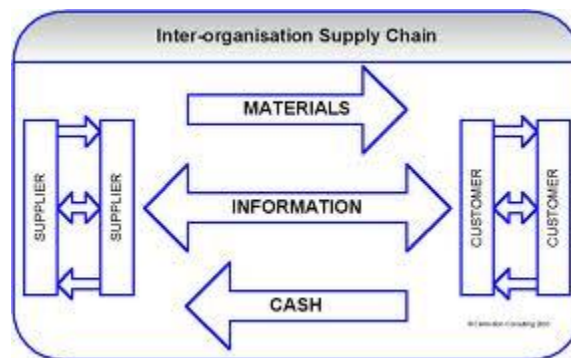 Inter-organisation Supply Chain
MATERIALS
SUPPLIER
SUPPLIER
INFORMATION
CUSTOMER
CUSTOMER
CASH